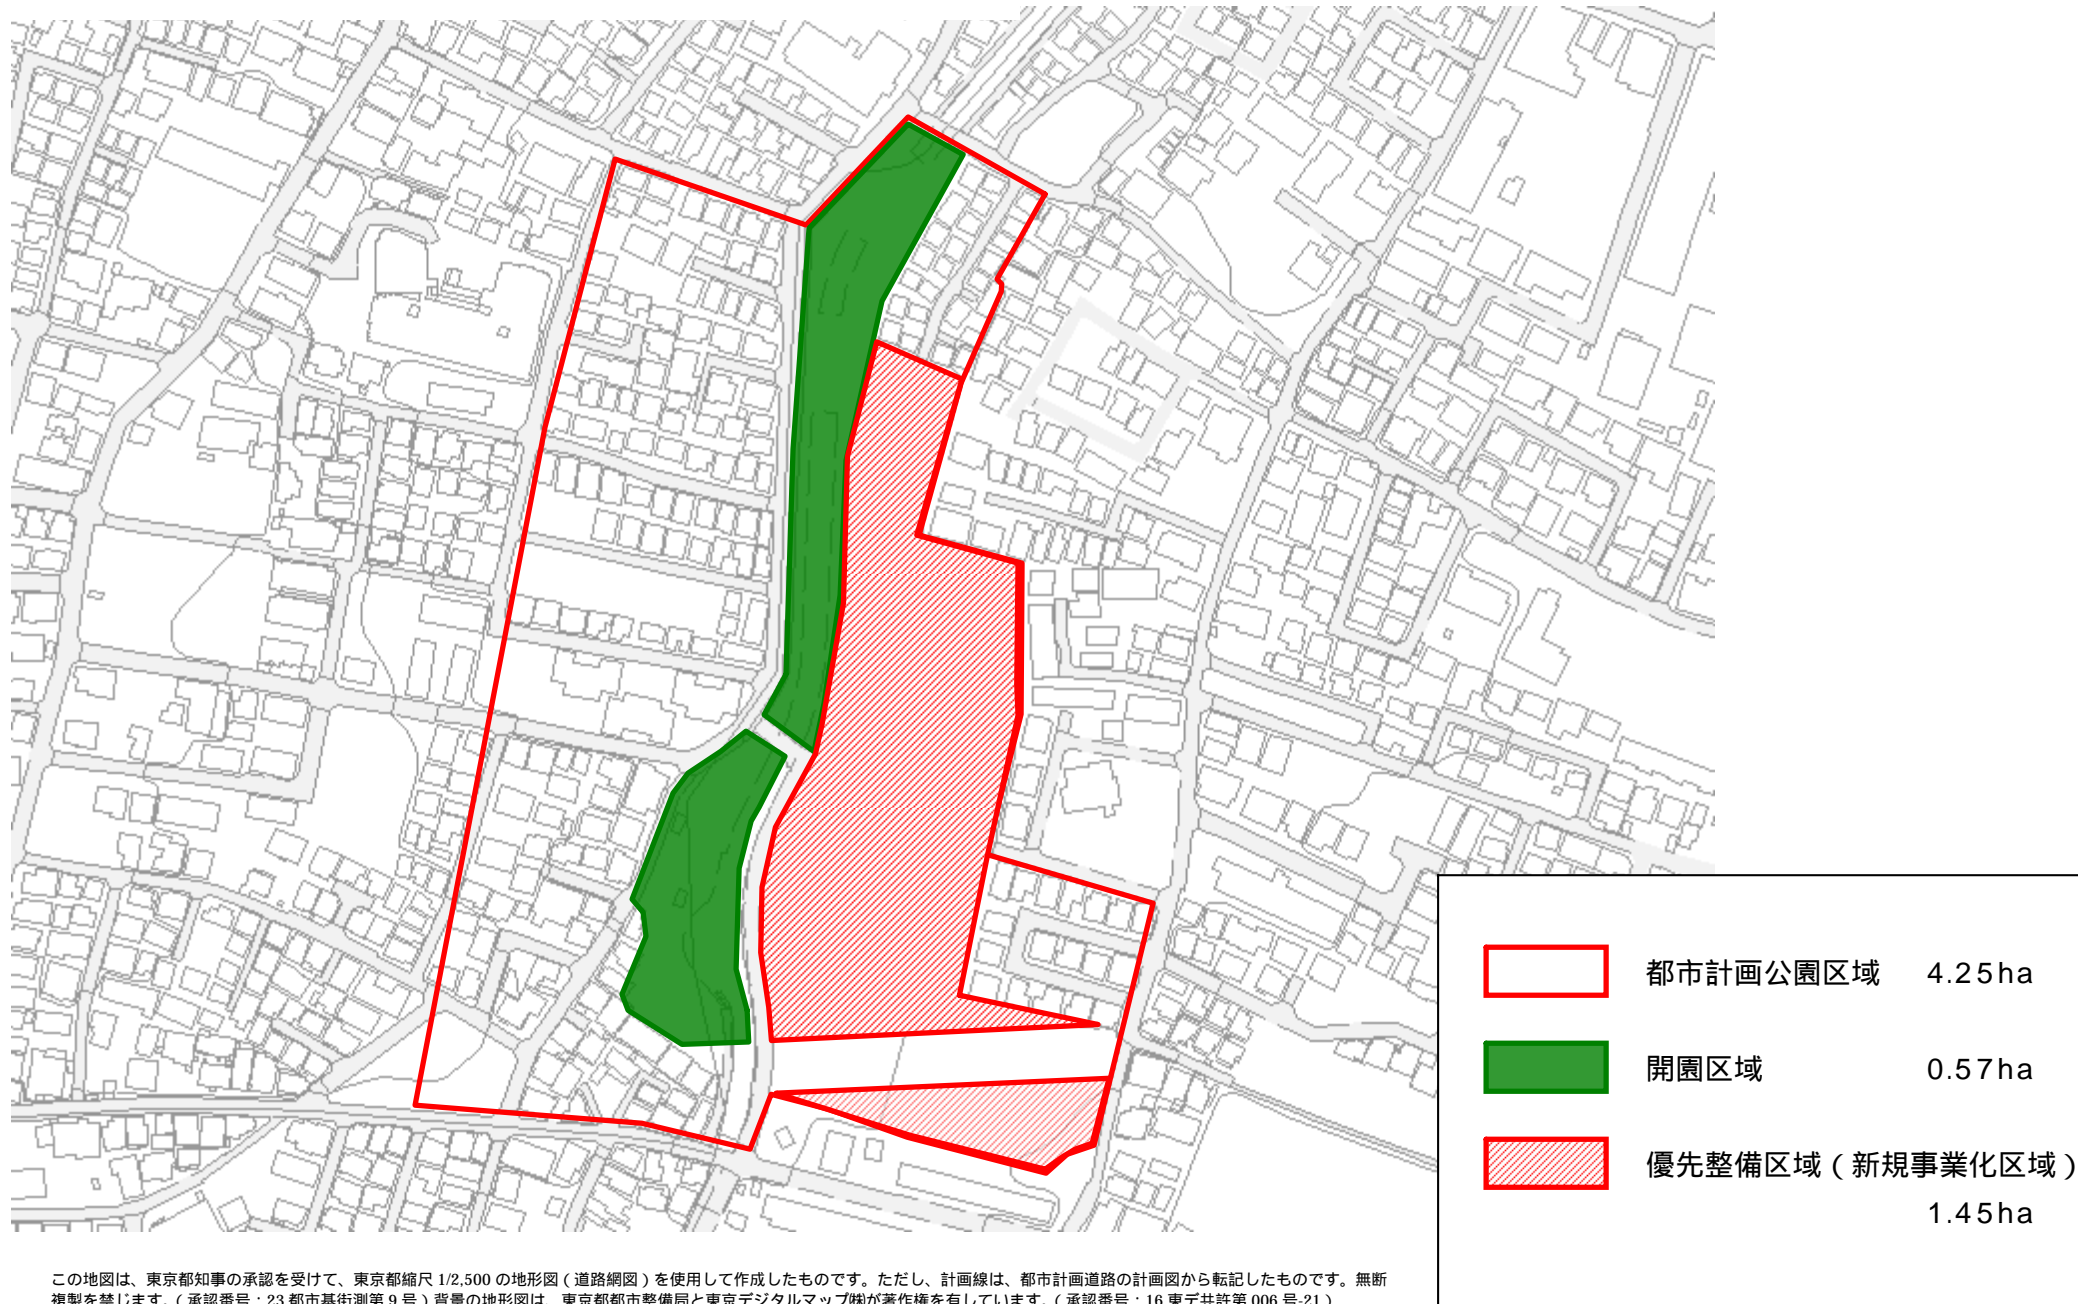 都市計画公園区域 4.25ha
開園区域 0.57ha
優先整備区域（新規事業化区域）
1.45ha
この地図は、東京都知事の承認を受けて、東京都縮尺 1/2,500 の地形図（道路網図）を使用して作成したものです。ただし、計画線は、都市計画道路の計画図から転記したものです。無断
複製を禁じます。（承認番号：23 都市基街測第 9 号）背景の地形図は、東京都都市整備局と東京デジタルマップ㈱が著作権を有しています。（承認番号：16 東デ共許第 006 号-21）